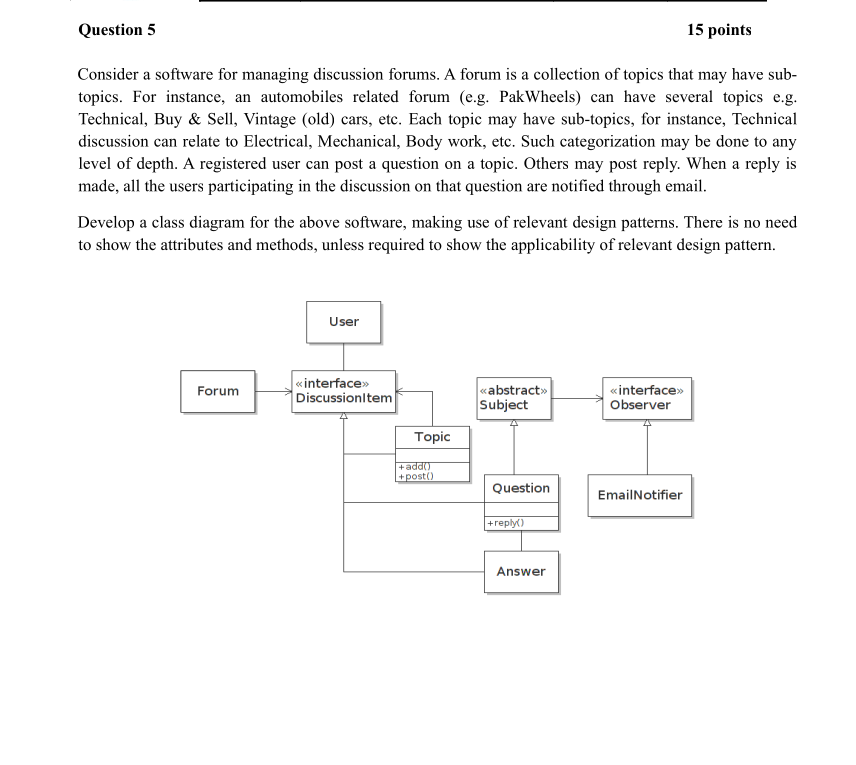 Question 5 15 points
Consider a software for managing discussion forums. A forum is a collection of topics that may have sub-
topics. For instance, an automobiles related forum (e.g. PakWheels) can have several topics e.g.
Technical, Buy & Sell, Vintage (old) cars, etc. Each topic may have sub-topics, for instance, Technical
discussion can relate to Electrical, Mechanical, Body work, etc. Such categorization may be done to any
level of depth. A registered user can post a question on a topic. Others may post reply. When a reply is
made, all the users participating in the discussion on that question are notified through email.
Develop a class diagram for the above software, making use of relevant design patterns. There is no need
to show the attributes and methods, unless required to show the applicability of relevant design pattern.
User
Forum
«interface»
DiscussionItem
«abstract»
Subject
«interface»
Observer
Topic
+add()
+post()
Question
+reply()
EmailNotifier
Answer